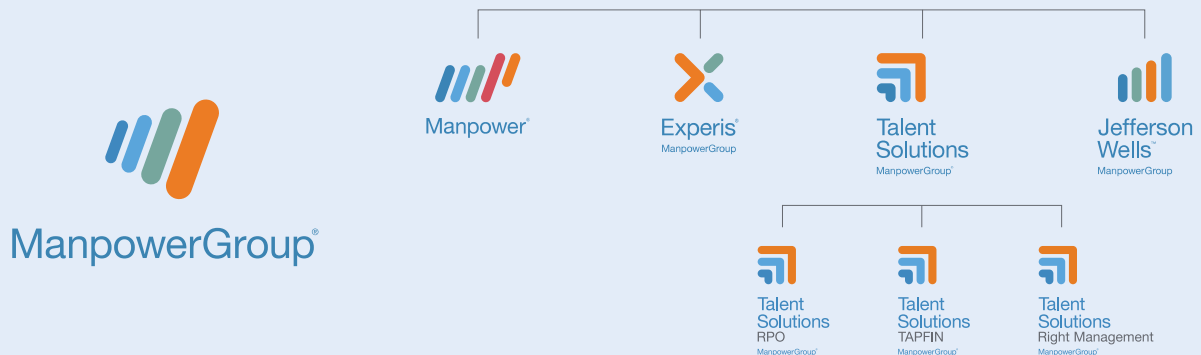 ManpowerGroup®
Manpower®
Experis®
ManpowerGroup
Talent
Solutions
ManpowerGroup®
Jefferson
Wells™
ManpowerGroup
Talent
Solutions
RPO
ManpowerGroup®
Talent
Solutions
TAPFIN
ManpowerGroup®
Talent
Solutions
Right Management
ManpowerGroup®